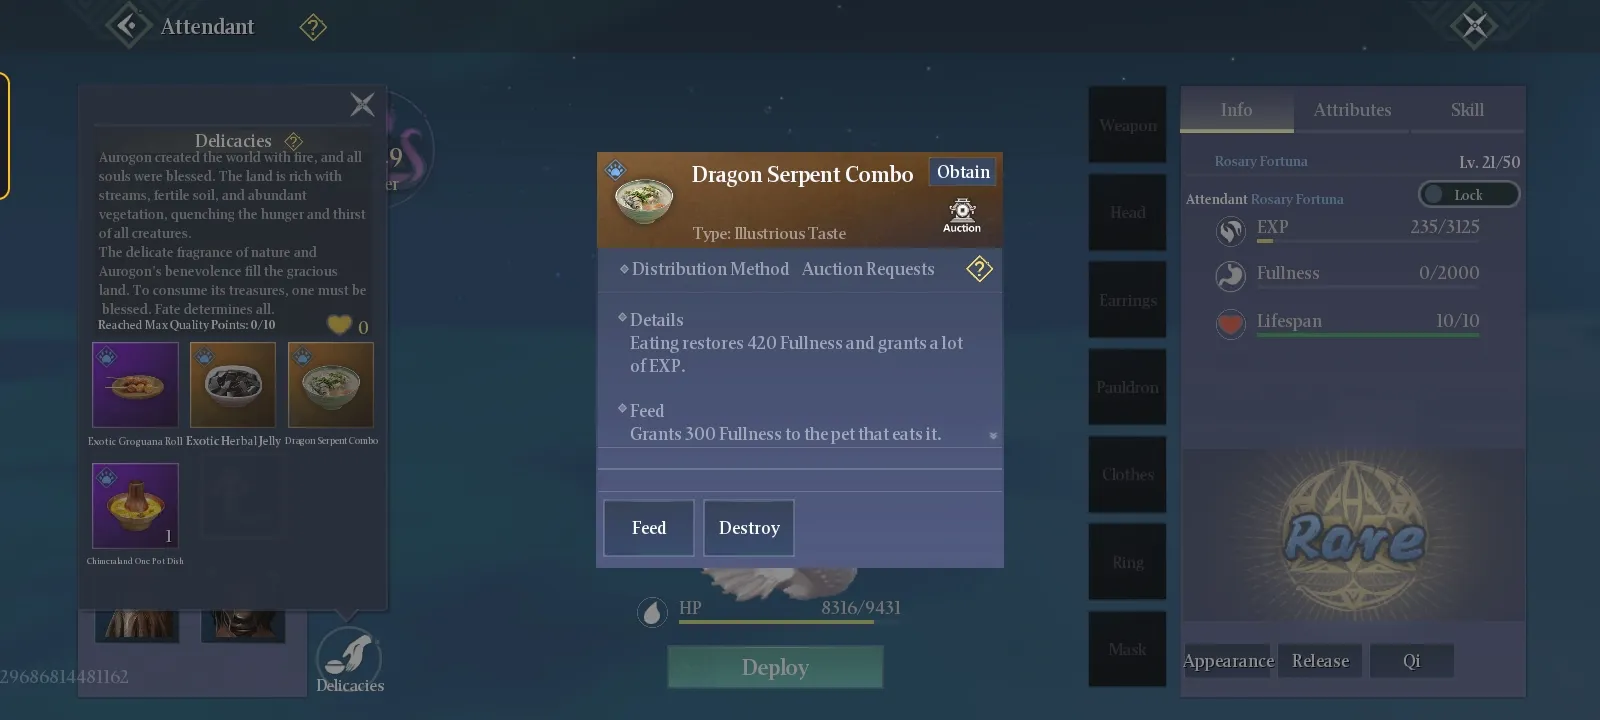 Attendant
?
Delicacies ?
Aurogon created the world with fire, and all
souls were blessed. The land is rich with
streams, fertile soil, and abundant
vegetation, quenching the hunger and thirst
of all creatures.
The delicate fragrance of nature and
Aurogon's benevolence fill the gracious
land. To consume its treasures, one must be
blessed. Fate determines all.
Reached Max Quality Points: 0/10
0
Exotic Groguana Roll
Exotic Herbal Jelly
Dragon Serpent Combo
1
Chimeraland One Pot Dish
Delicacies
29686814481162
Dragon Serpent Combo
Obtain
Auction
Type: Illustrious Taste
Distribution Method Auction Requests
?
Details
Eating restores 420 Fullness and grants a lot
of EXP.
Feed
Grants 300 Fullness to the pet that eats it.
Feed
Destroy
HP 8316/9431
Deploy
Weapon
Head
Earrings
Pauldron
Clothes
Ring
Mask
Info
Attributes
Skill
Rosary Fortuna Lv. 21/50
Attendant Rosary Fortuna
Lock
EXP 235/3125
Fullness 0/2000
Lifespan 10/10
Rare
Appearance
Release
Qi